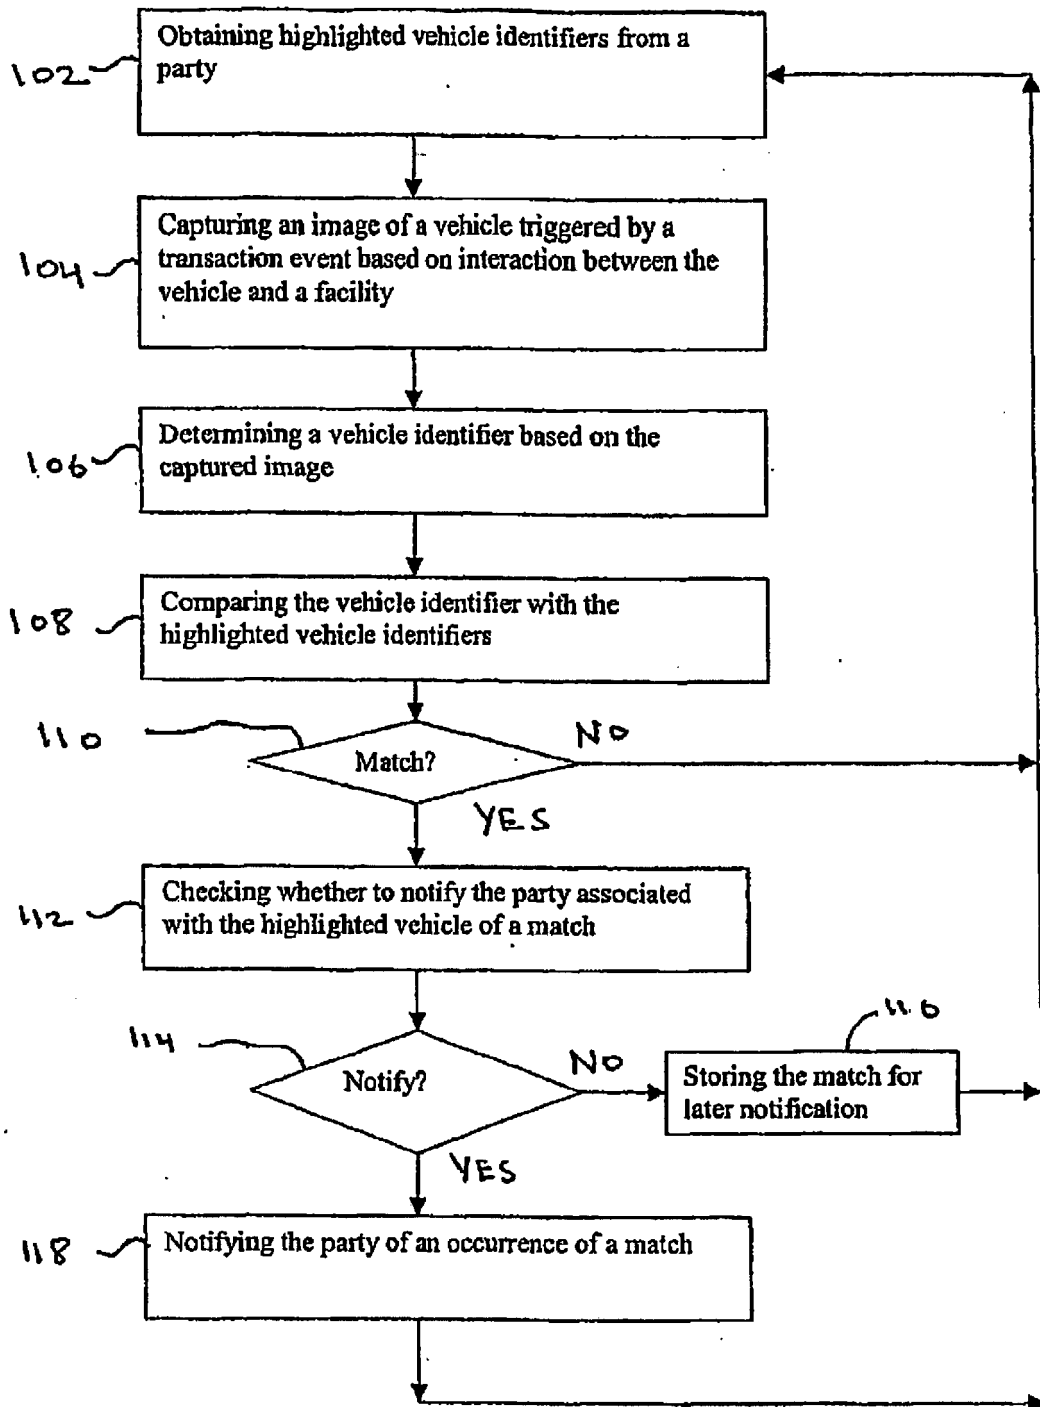 Obtaining highlighted vehicle identifiers from a
party
102
Capturing an image of a vehicle triggered by a
transaction event based on interaction between the
vehicle and a facility
104
Determining a vehicle identifier based on the
captured image
106
Comparing the vehicle identifier with the
highlighted vehicle identifiers
108
110
Match?
NO
YES
Checking whether to notify the party associated
with the highlighted vehicle of a match
112
114
Notify?
NO
116
Storing the match for
later notification
YES
Notifying the party of an occurrence of a match
118